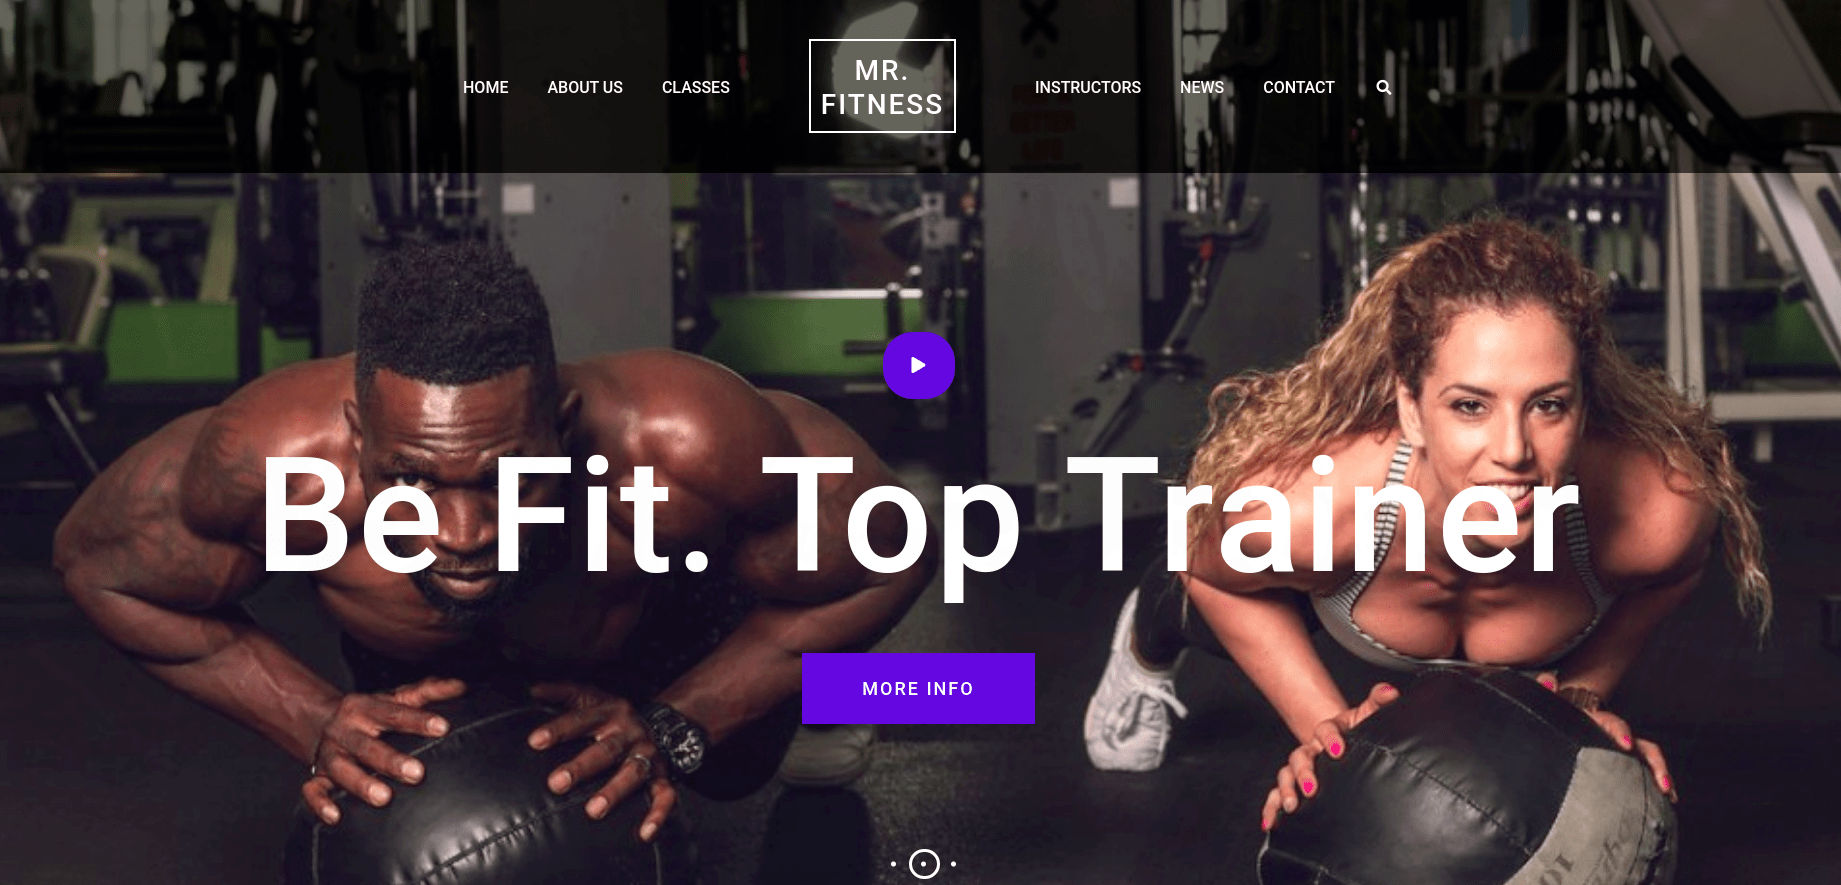 HOME ABOUT US CLASSES
MR.
FITNESS
INSTRUCTORS NEWS CONTACT
Be Fit. Top Trainer
MORE INFO